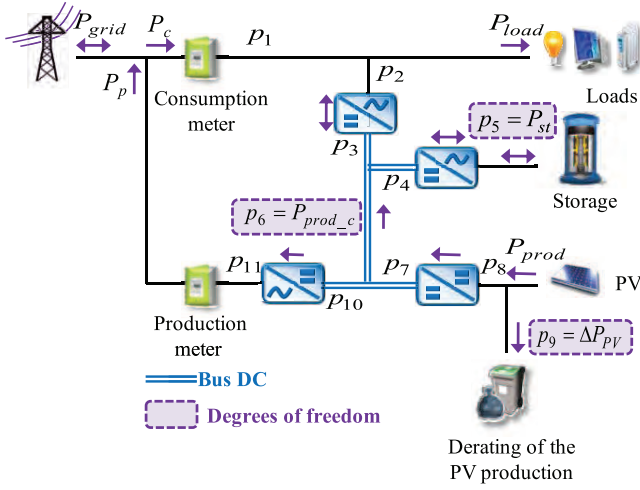 P_grid
P_c
p_1
P_load
P_p
Consumption
meter
p_2
Loads
p_3
p_5 = P_st
p_4
Storage
p_6 = P_prod_c
p_11
p_7
p_8
P_prod
PV
p_10
Production
meter
p_9 = ΔP_PV
Bus DC
Degrees of freedom
Derating of the
PV production